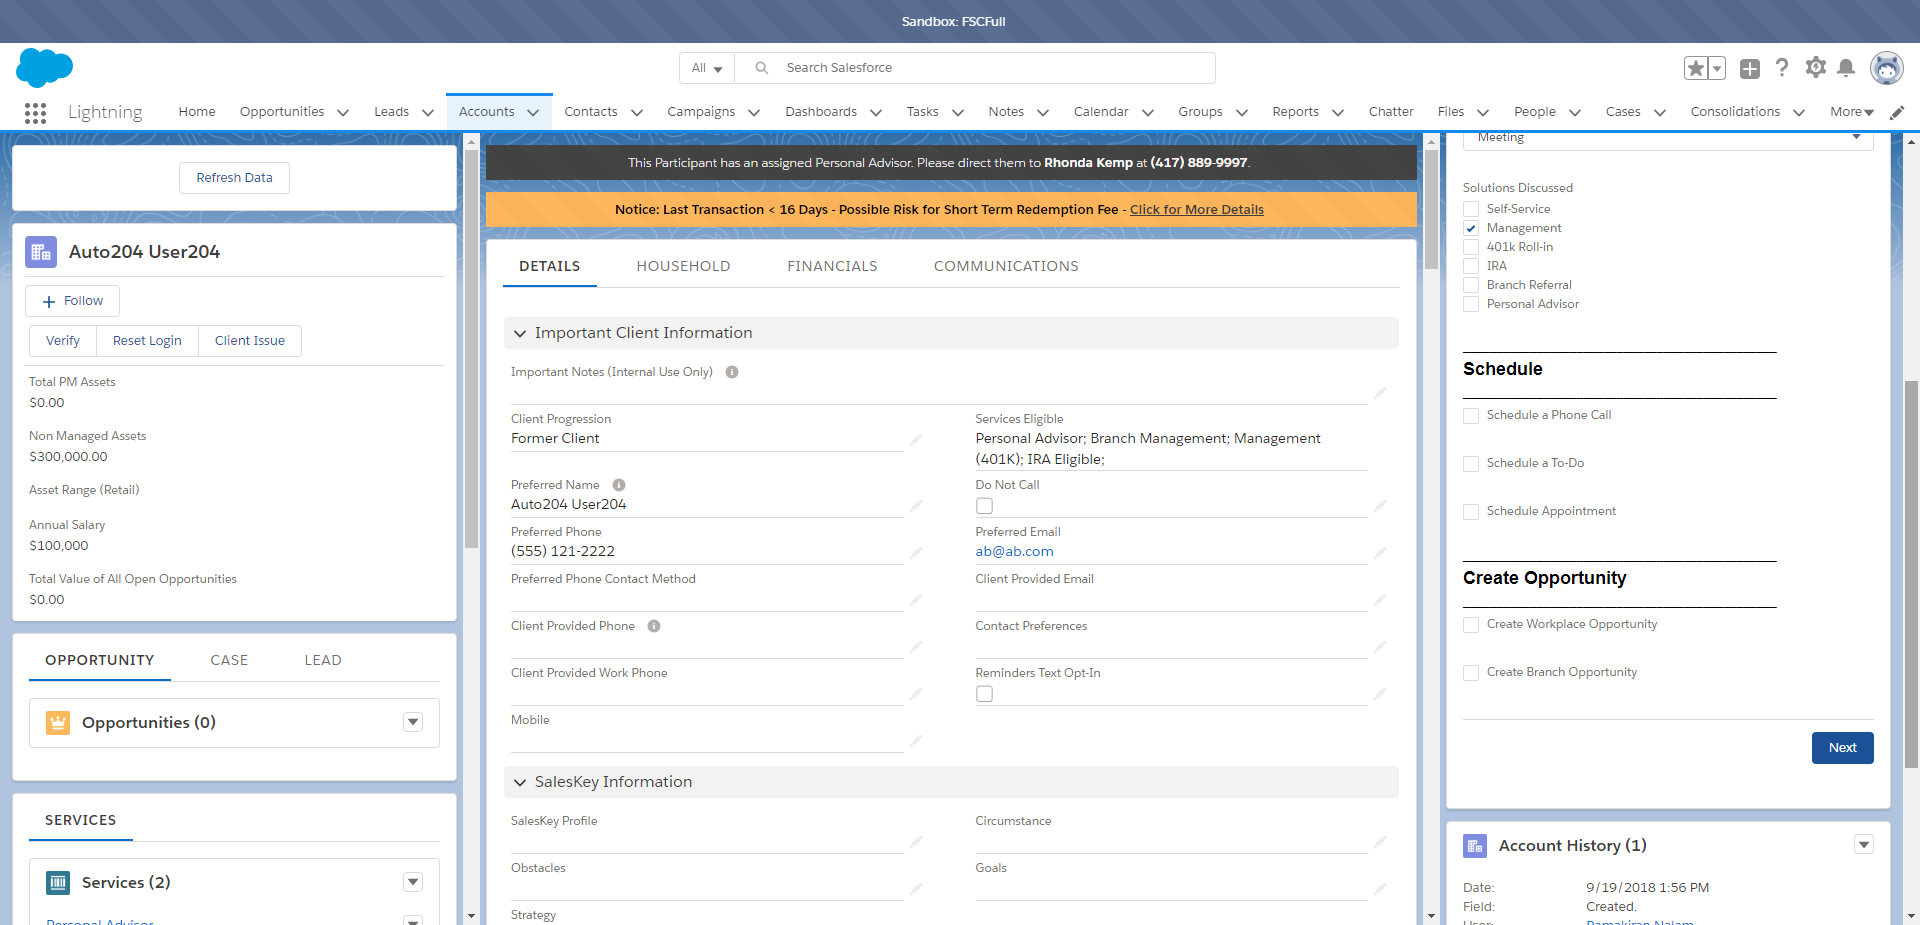 Sandbox: FSCFull
All
Search Salesforce
Lightning
Home
Opportunities
Leads
Accounts
Contacts
Campaigns
Dashboards
Tasks
Notes
Calendar
Groups
Reports
Chatter
Files
People
Cases
Consolidations
More
Refresh Data
Auto204 User204
Follow
Verify
Reset Login
Client Issue
Total PM Assets
$0.00
Non Managed Assets
$300,000.00
Asset Range (Retail)
Annual Salary
$100,000
Total Value of All Open Opportunities
$0.00
OPPORTUNITY
CASE
LEAD
Opportunities (0)
SERVICES
Services (2)
Personal Advisor
This Participant has an assigned Personal Advisor. Please direct them to Rhonda Kemp at (417) 889-9997.
Notice: Last Transaction < 16 Days - Possible Risk for Short Term Redemption Fee - Click for More Details
DETAILS
HOUSEHOLD
FINANCIALS
COMMUNICATIONS
Important Client Information
Important Notes (Internal Use Only)
Client Progression
Former Client
Services Eligible
Personal Advisor; Branch Management; Management
(401K); IRA Eligible;
Preferred Name
Auto204 User204
Do Not Call
Preferred Phone
(555) 121-2222
Preferred Email
ab@ab.com
Preferred Phone Contact Method
Client Provided Email
Client Provided Phone
Contact Preferences
Client Provided Work Phone
Reminders Text Opt-In
Mobile
SalesKey Information
SalesKey Profile
Circumstance
Obstacles
Goals
Strategy
Meeting
Solutions Discussed
Self-Service
Management
401k Roll-in
IRA
Branch Referral
Personal Advisor
Schedule
Schedule a Phone Call
Schedule a To-Do
Schedule Appointment
Create Opportunity
Create Workplace Opportunity
Create Branch Opportunity
Next
Account History (1)
Date:
9/19/2018 1:56 PM
Field:
Created.
User:
Ramakiran Nalam